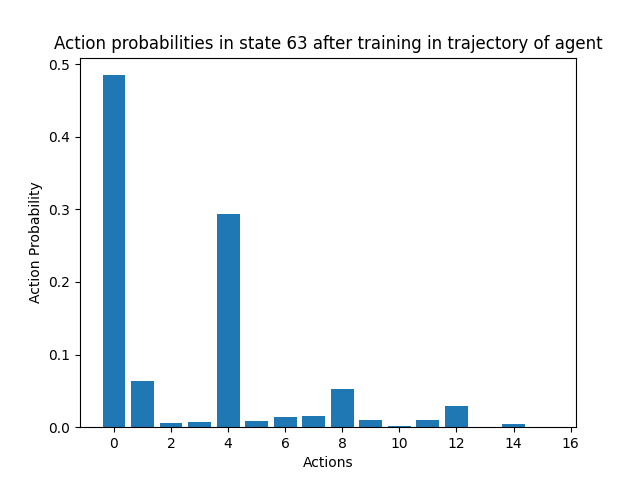 Action probabilities in state 63 after training in trajectory of agent
0.5
0.4
0.3
0.2
0.1
0.0
Action Probability
0 2 4 6 8 10 12 14 16
Actions